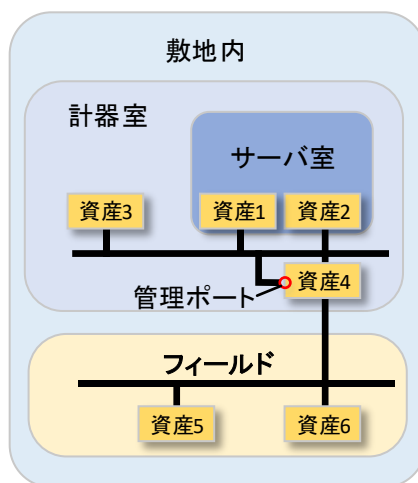 敷地内
計器室
サーバ室
資産3
資産1
資産2
資産4
管理ポート
フィールド
資産5
資産6